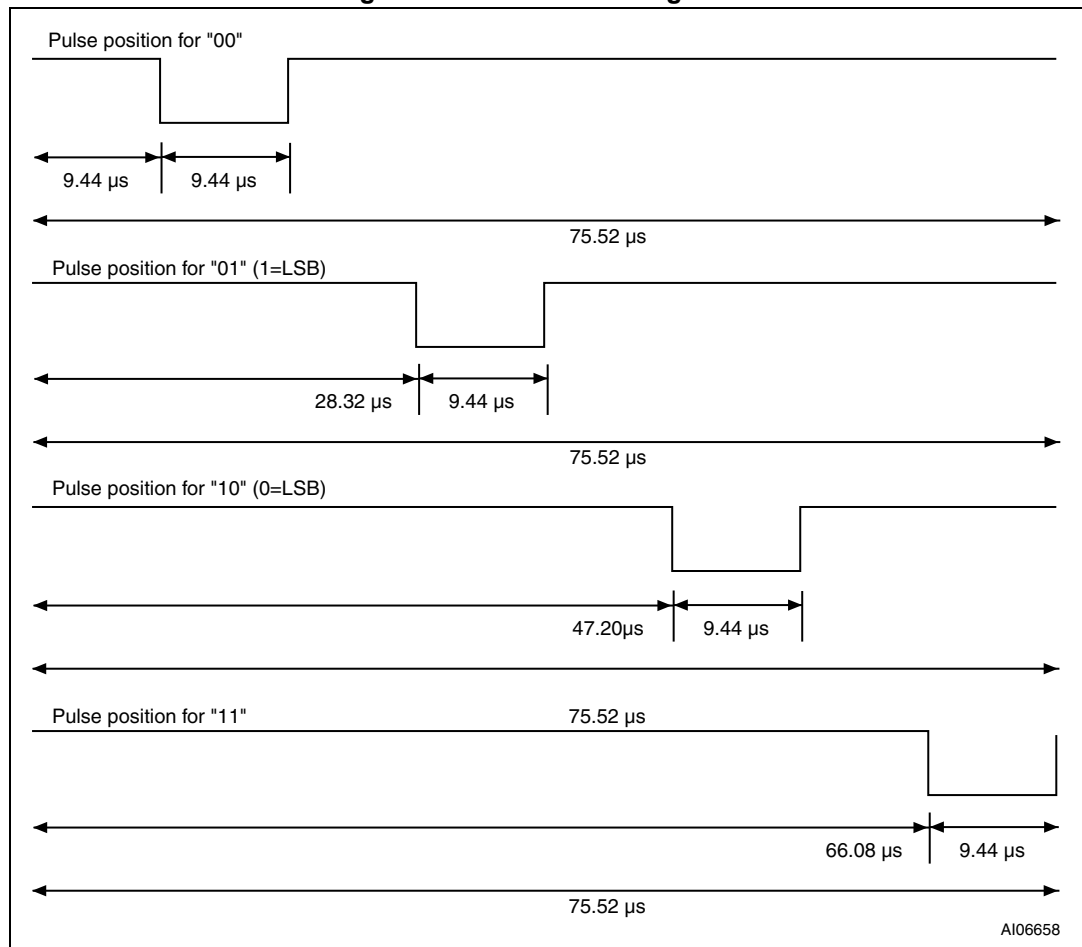 Pulse position for "00"
9.44 µs 9.44 µs
75.52 µs
Pulse position for "01" (1=LSB)
28.32 µs 9.44 µs
75.52 µs
Pulse position for "10" (0=LSB)
47.20µs 9.44 µs
Pulse position for "11" 75.52 µs
66.08 µs 9.44 µs
75.52 µs
AI06658